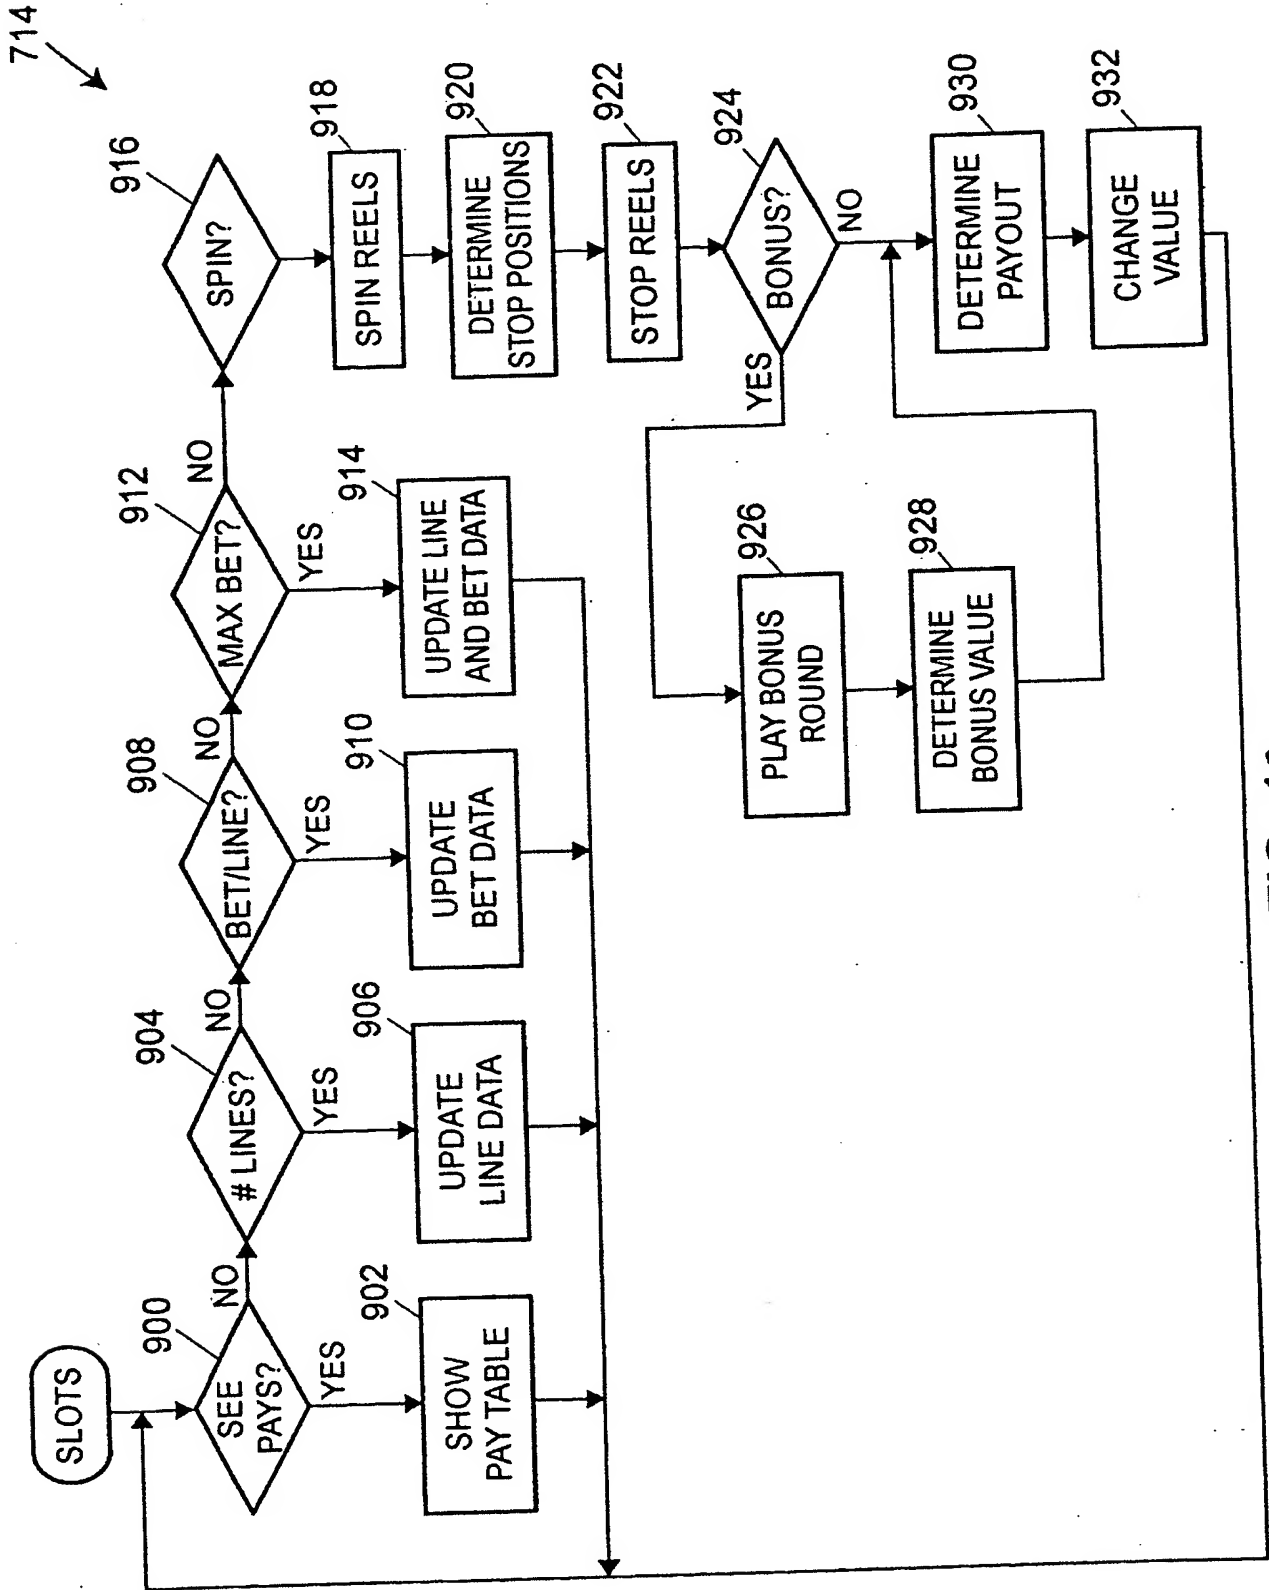 714
SLOTS
900
SEE
PAYS?
NO
YES
902
SHOW
PAY TABLE
904
# LINES?
NO
YES
906
UPDATE
LINE DATA
908
BET/LINE?
NO
YES
910
UPDATE
BET DATA
912
MAX BET?
NO
YES
914
UPDATE LINE
AND BET DATA
916
SPIN?
918
SPIN REELS
920
DETERMINE
STOP POSITIONS
922
STOP REELS
924
BONUS?
YES
NO
926
PLAY BONUS
ROUND
928
DETERMINE
BONUS VALUE
930
DETERMINE
PAYOUT
932
CHANGE
VALUE